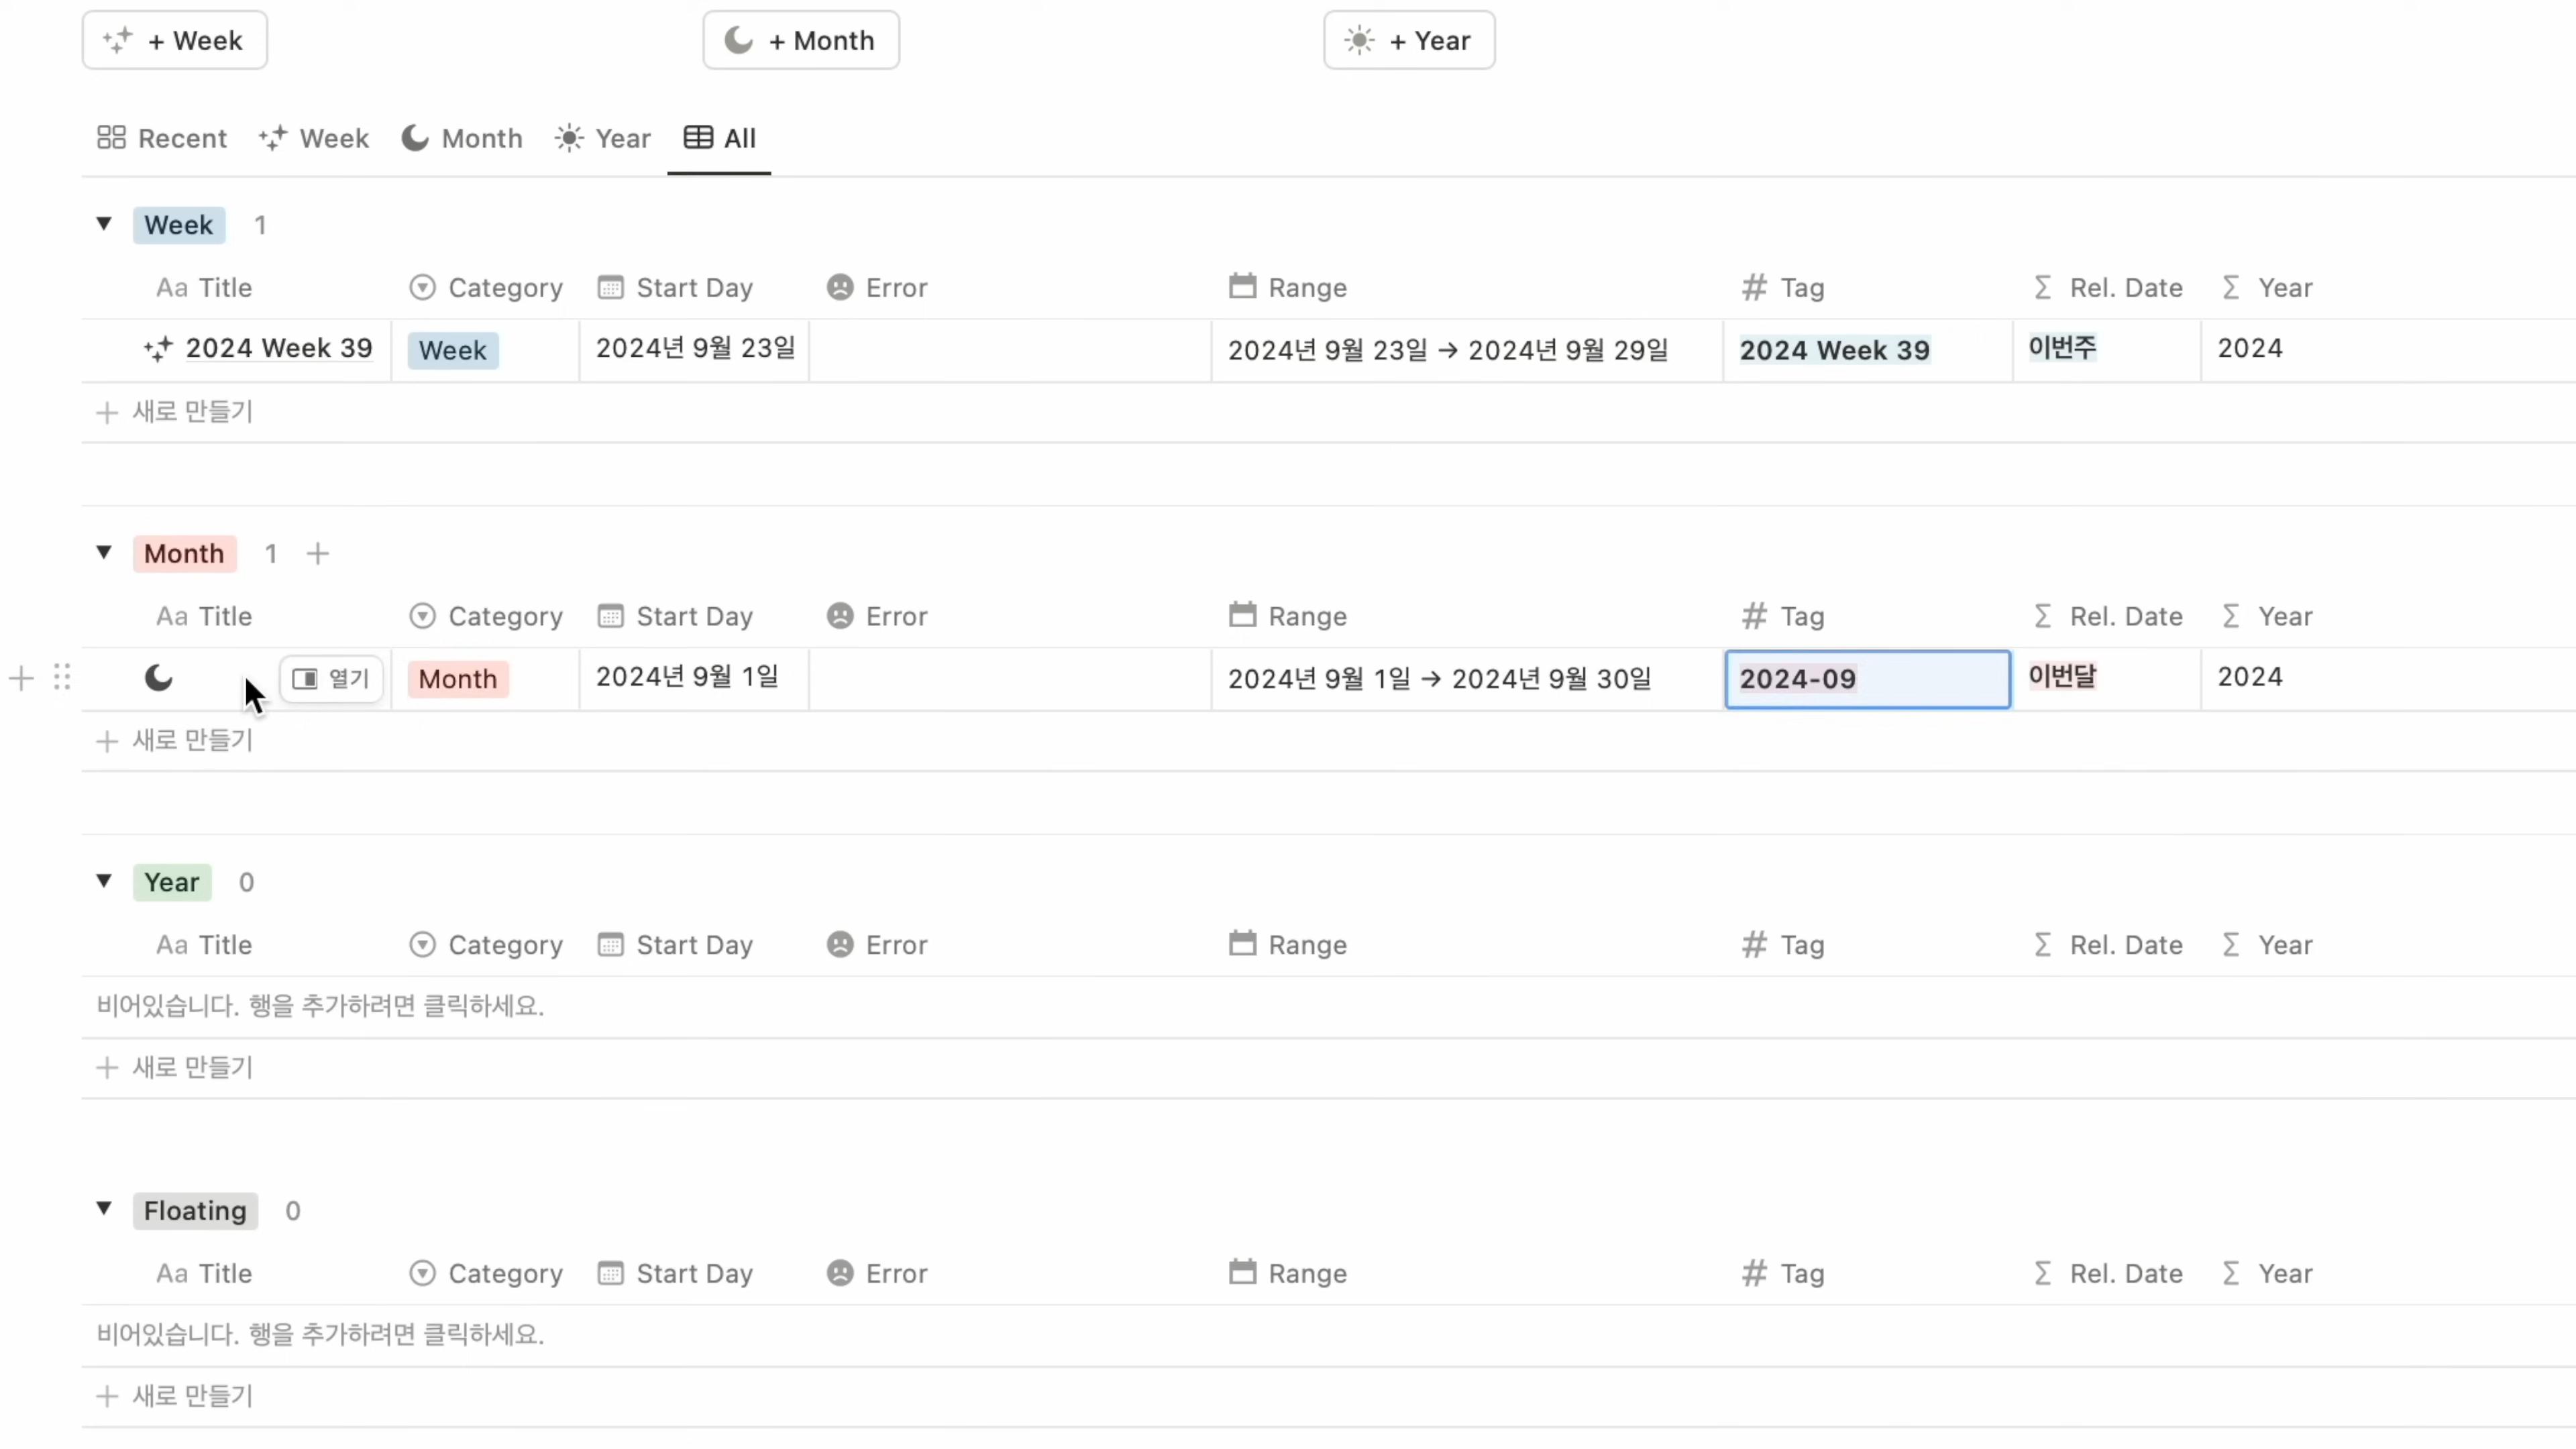 + Week + Month + Year
Recent Week Month Year All
Week 1
Aa Title Category Start Day Error Range # Tag Σ Rel. Date Σ Year
2024 Week 39 Week 2024년 9월 23일 2024년 9월 23일 → 2024년 9월 29일 2024 Week 39 이번주 2024
+ 새로 만들기
Month 1 +
Aa Title Category Start Day Error Range # Tag Σ Rel. Date Σ Year
열기 Month 2024년 9월 1일 2024년 9월 1일 → 2024년 9월 30일 2024-09 이번달 2024
+ 새로 만들기
Year 0
Aa Title Category Start Day Error Range # Tag Σ Rel. Date Σ Year
비어있습니다. 행을 추가하려면 클릭하세요.
+ 새로 만들기
Floating 0
Aa Title Category Start Day Error Range # Tag Σ Rel. Date Σ Year
비어있습니다. 행을 추가하려면 클릭하세요.
+ 새로 만들기